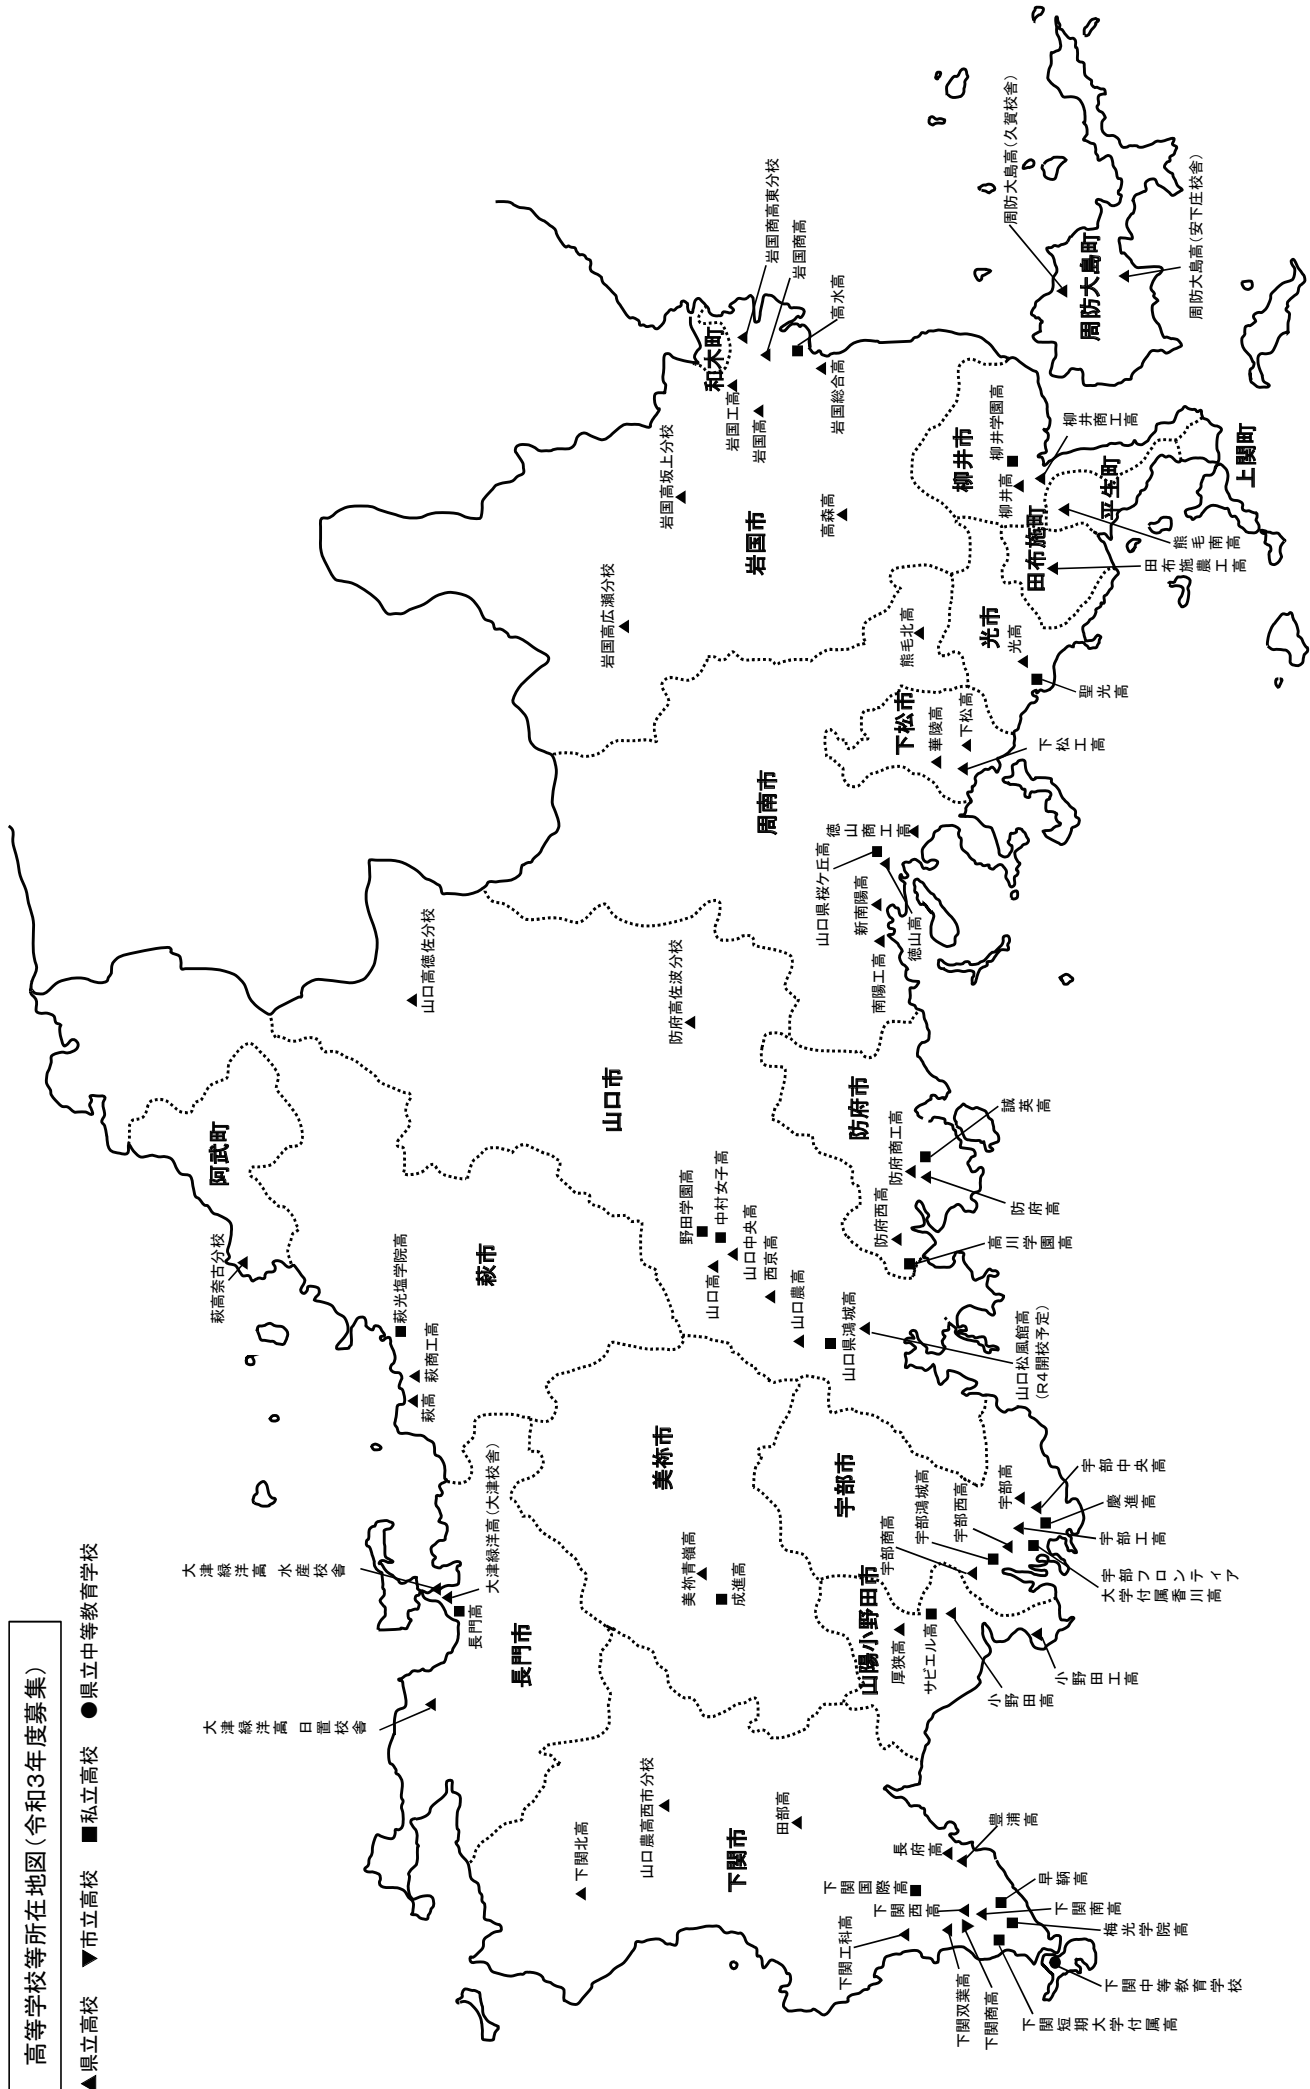 高等学校等所在地図（令和3年度募集）
▲県立高校 ▼市立高校 ■私立高校 ●県立中等教育学校
阿武町
萩高奈古分校
萩市
萩光塩学院高
萩商工高
萩高
長門市
大津緑洋高 水産校舎
大津緑洋高（大津校舎）
長門高
大津緑洋高 日置校舎
下関市
下関北高
山口農高西市分校
田部高
長府高
豊浦高
下関国際高
下関西高
早鞆高
下関南高
梅光学院高
下関工科高
下関双葉高
下関商高
下関中等教育学校
下関短期大学付属高
美祢市
美祢青嶺高
成進高
山陽小野田市
厚狭高
サビエル高
小野田高
小野田工高
宇部市
宇部商高
宇部鴻城高
宇部西高
宇部高
宇部中央高
慶進高
宇部工高
宇部フロンティア
大学付属香川高
山口市
山口高徳佐分校
防府高佐波分校
野田学園高
中村女子高
山口高
山口中央高
西京高
山口農高
山口県鴻城高
山口松風館高
（R4開校予定）
防府市
防府商工高
防府西高
誠英高
防府高
高川学園高
周南市
徳山商工高
山口県桜ケ丘高
新南陽高
徳山高
南陽工高
熊毛北高
下松市
華陵高
下松高
下松工高
光市
光高
聖光高
岩国市
岩国高広瀬分校
岩国高坂上分校
高森高
岩国工高
岩国高
岩国商高東分校
岩国商高
高水高
岩国総合高
和木町
柳井市
柳井学園高
柳井高
柳井商工高
田布施町
平生町
熊毛南高
田布施農工高
上関町
周防大島町
周防大島高（久賀校舎）
周防大島高（安下庄校舎）